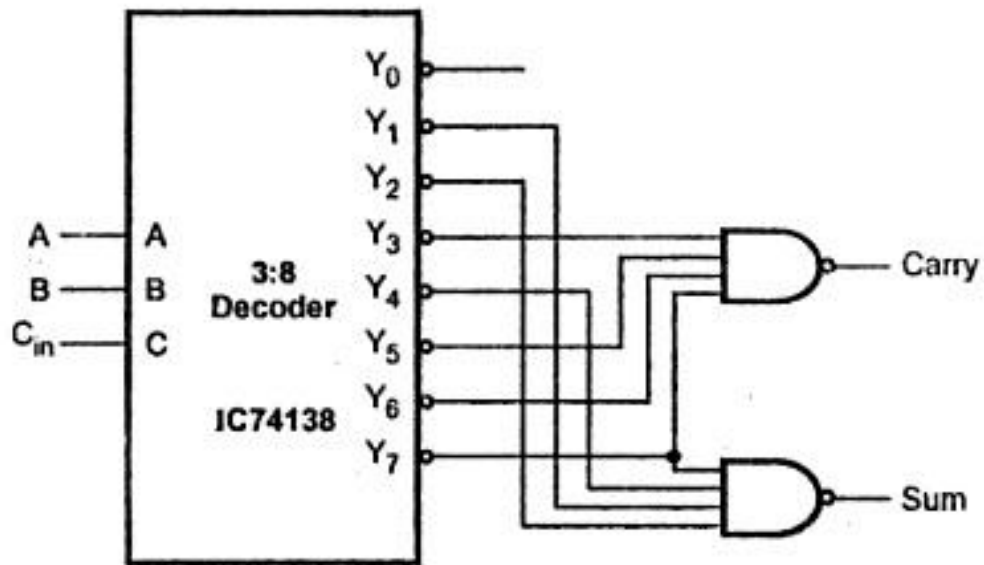 Y0
Y1
Y2
A A Y3
Carry
B B 3:8 Decoder Y4
Cin C Y5
Y6
IC74138
Y7
Sum